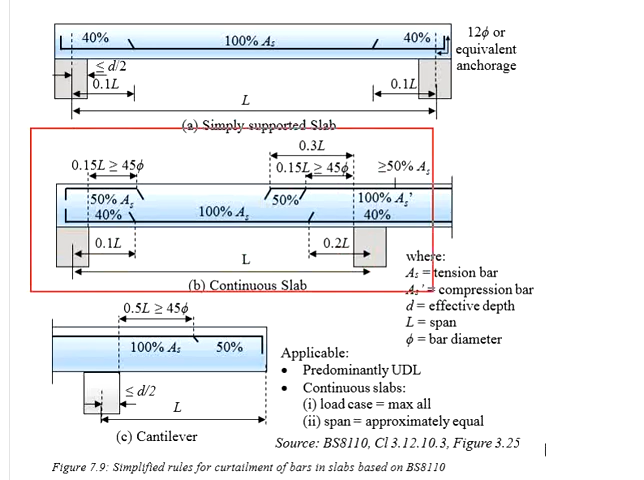 40%
100% As
40%
12ϕ or
equivalent
anchorage
≤ d/2
0.1L
0.1L
L
(a) Simply supported Slab
0.3L
0.15L ≥ 45ϕ
0.15L ≥ 45ϕ
≥50% As
50% As
50%
100% As'
40%
100% As
40%
0.1L
0.2L
L
(b) Continuous Slab
where:
As = tension bar
As' = compression bar
d = effective depth
L = span
ϕ = bar diameter
0.5L ≥ 45ϕ
100% As
50%
≤ d/2
L
(c) Cantilever
Applicable:
• Predominantly UDL
• Continuous slabs:
(i) load case = max all
(ii) span = approximately equal
Source: BS8110, Cl 3.12.10.3, Figure 3.25
Figure 7.9: Simplified rules for curtailment of bars in slabs based on BS8110